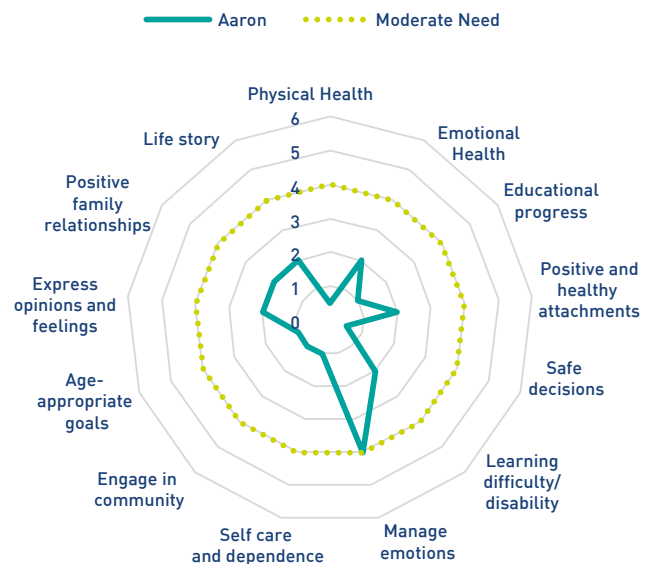 Aaron
Moderate Need
Physical Health
6
5
4
3
2
1
0
Emotional
Health
Educational
progress
Positive and
healthy
attachments
Safe
decisions
Learning
difficulty/
disability
Manage
emotions
Self care
and dependence
Engage in
community
Age-
appropriate
goals
Express
opinions and
feelings
Positive
family
relationships
Life story